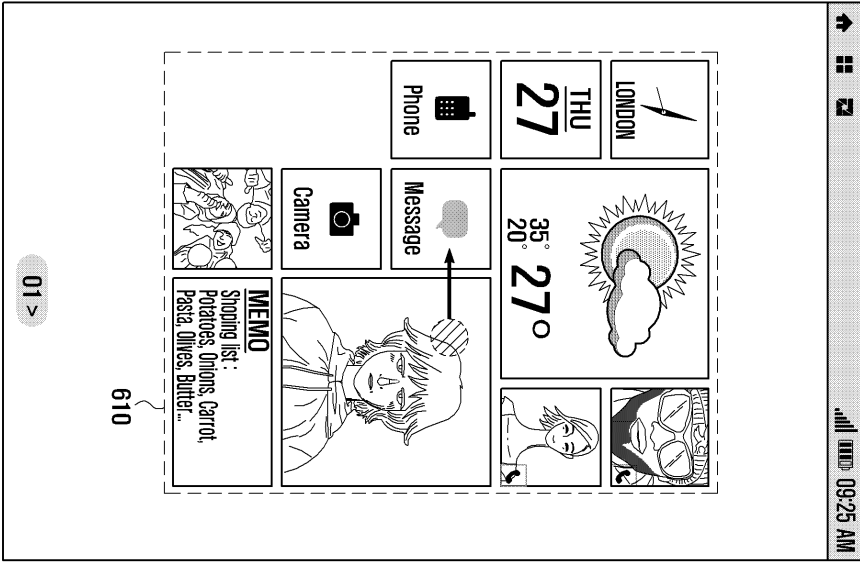 09:25 AM
LONDON
THU
27
35°
20°
27°
Phone
Message
Camera
MEMO
Shoping list :
Potatoes, Onions, Carrot,
Pasta, Olives, Butter...
610
01 >